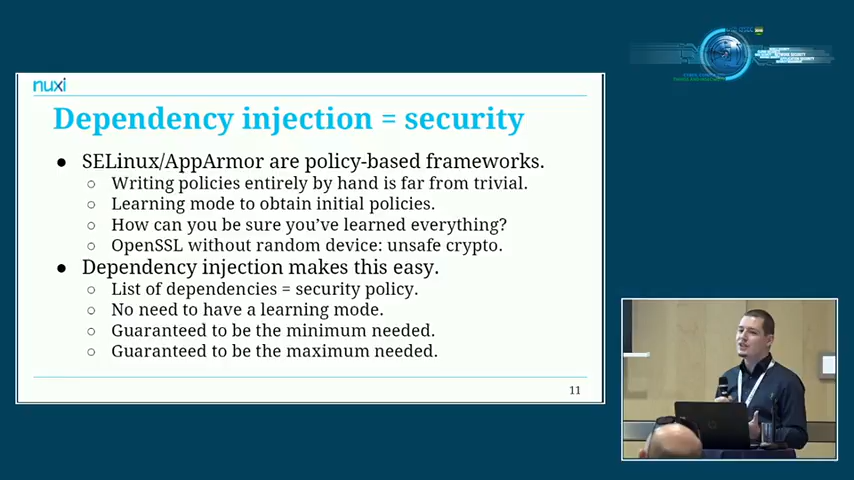 nuxi
Dependency injection = security
● SELinux/AppArmor are policy-based frameworks.
○ Writing policies entirely by hand is far from trivial.
○ Learning mode to obtain initial policies.
○ How can you be sure you've learned everything?
○ OpenSSL without random device: unsafe crypto.
● Dependency injection makes this easy.
○ List of dependencies = security policy.
○ No need to have a learning mode.
○ Guaranteed to be the minimum needed.
○ Guaranteed to be the maximum needed.
11